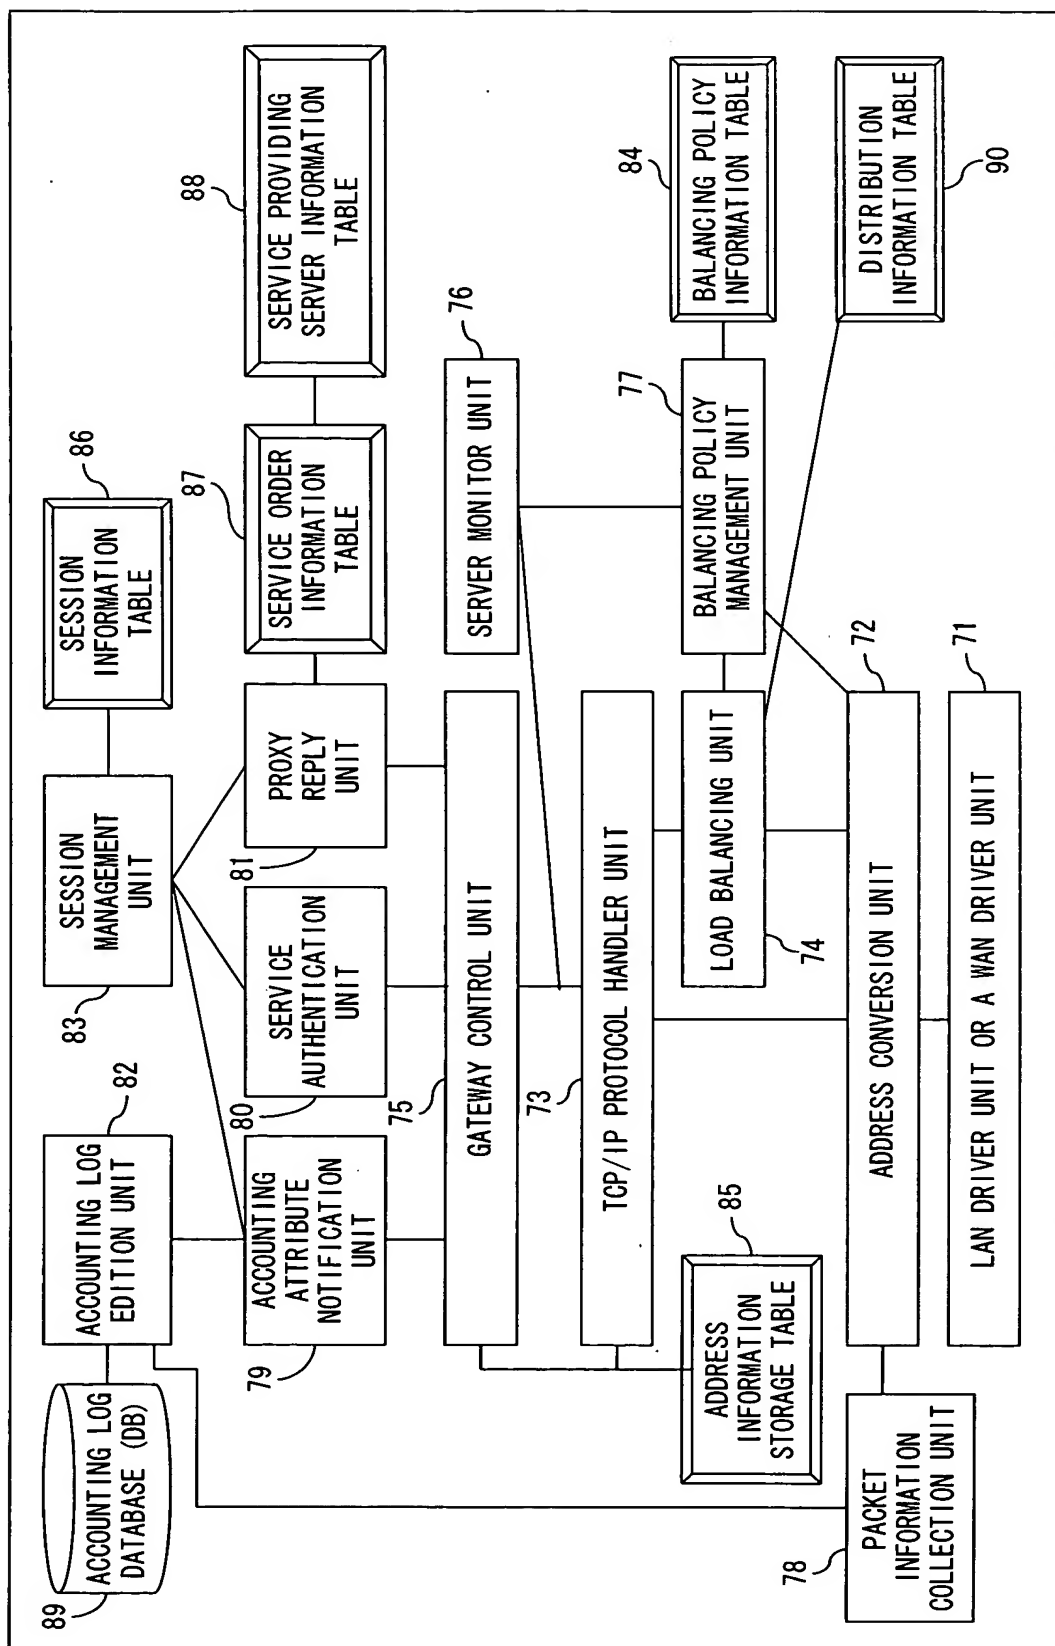 89
ACCOUNTING LOG
DATABASE (DB)
82
ACCOUNTING LOG
EDITION UNIT
83
SESSION
MANAGEMENT
UNIT
86
SESSION
INFORMATION
TABLE
79
ACCOUNTING
ATTRIBUTE
NOTIFICATION
UNIT
80
SERVICE
AUTHENTICATION
UNIT
81
PROXY
REPLY
UNIT
87
SERVICE ORDER
INFORMATION
TABLE
88
SERVICE PROVIDING
SERVER INFORMATION
TABLE
75
GATEWAY CONTROL UNIT
76
SERVER MONITOR UNIT
73
TCP/IP PROTOCOL HANDLER UNIT
85
ADDRESS
INFORMATION
STORAGE TABLE
74
LOAD BALANCING UNIT
77
BALANCING POLICY
MANAGEMENT UNIT
84
BALANCING POLICY
INFORMATION TABLE
78
PACKET
INFORMATION
COLLECTION UNIT
72
ADDRESS CONVERSION UNIT
71
LAN DRIVER UNIT OR A WAN DRIVER UNIT
DISTRIBUTION
INFORMATION TABLE
90